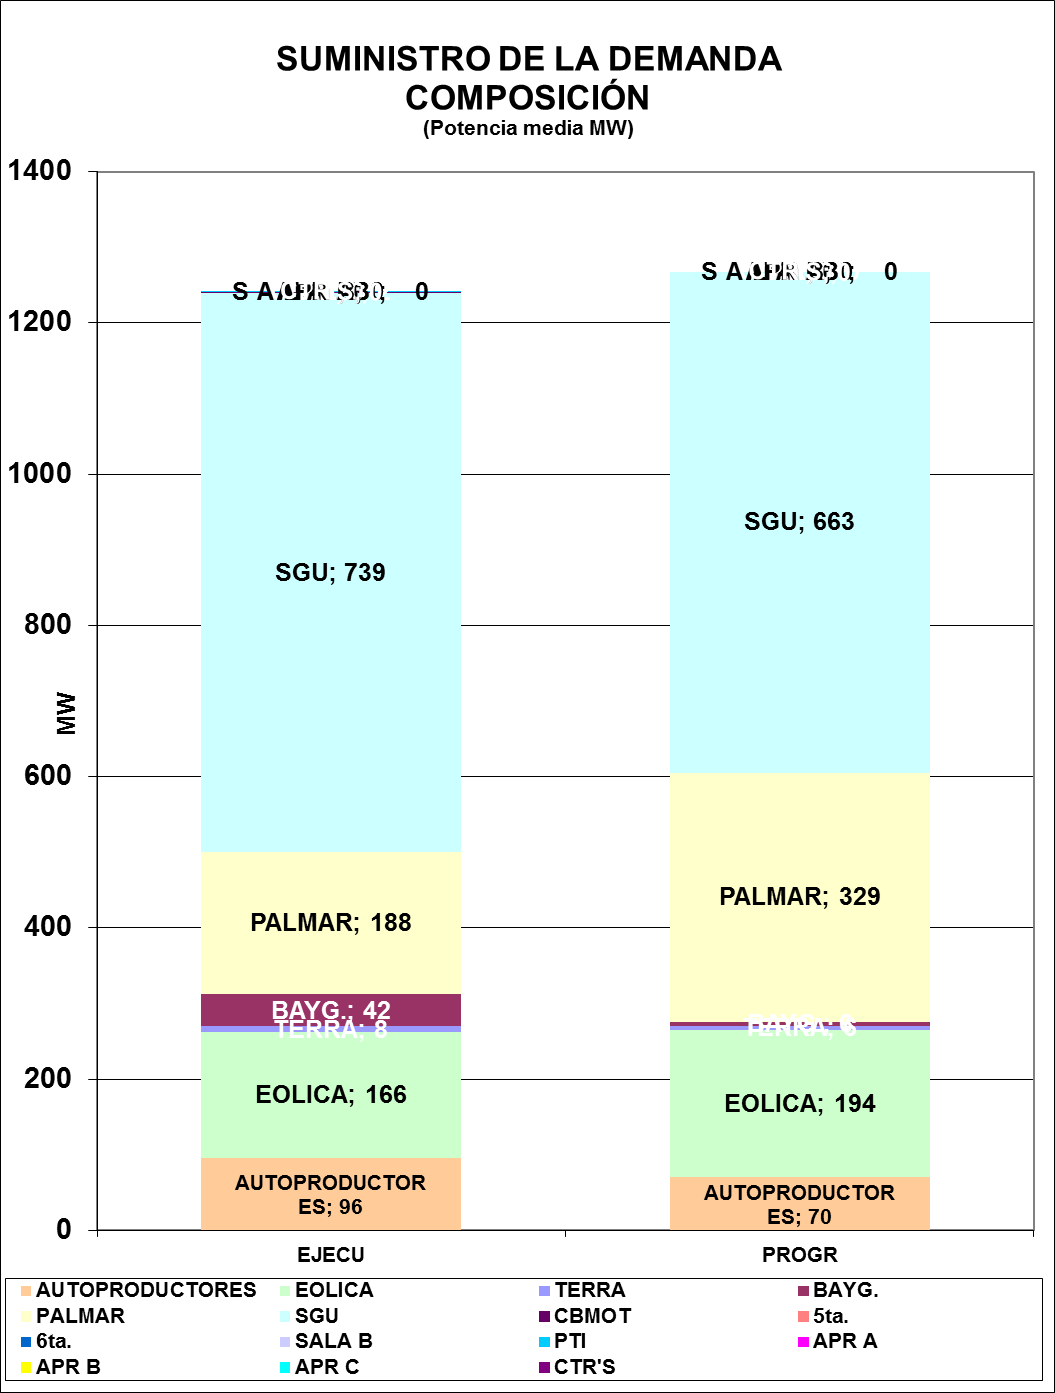 SUMINISTRO DE LA DEMANDA
COMPOSICIÓN
(Potencia media MW)
1400
1200
1000
800
600
400
200
0
MW
SGU; 739
PALMAR; 188
BAYG.; 42
TERRA; 8
EOLICA; 166
AUTOPRODUCTOR
ES; 96
SGU; 663
PALMAR; 329
EOLICA; 194
AUTOPRODUCTOR
ES; 70
EJECU PROGR
AUTOPRODUCTORES EOLICA TERRA BAYG.
PALMAR SGU CBMOT 5ta.
6ta. SALA B PTI APR A
APR B APR C CTR'S